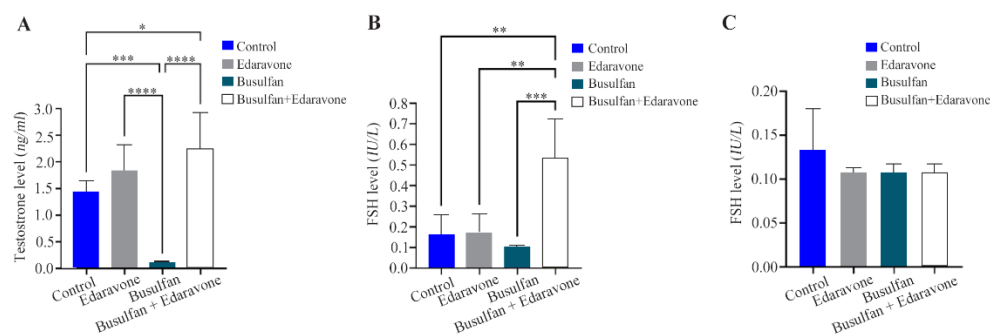 A
*
***
****
****
Control
Edaravone
Busulfan
Busulfan+Edaravone
Testostrone level (ng/ml)
3.0
2.5
2.0
1.5
1.0
0.5
0.0
Control
Edaravone
Busulfan
Busulfan + Edaravone
B
**
**
***
Control
Edaravone
Busulfan
Busulfan+Edaravone
FSH level (IU/L)
0.8
0.7
0.6
0.5
0.4
0.3
0.2
0.1
0.0
Control
Edaravone
Busulfan
Busulfan + Edaravone
C
Control
Edaravone
Busulfan
Busulfan+Edaravone
FSH level (IU/L)
0.20
0.15
0.10
0.05
0.00
Control
Edaravone
Busulfan
Busulfan + Edaravone